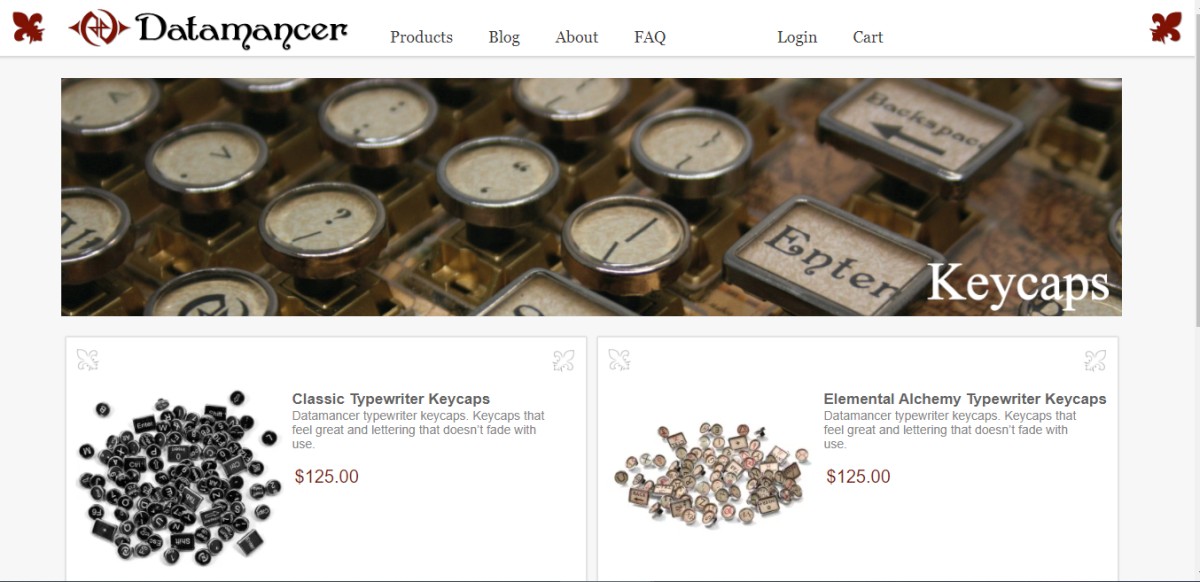 Datamancer
Products Blog About FAQ Login Cart
Backspac
Enter
Keycaps
Classic Typewriter Keycaps
Datamancer typewriter keycaps. Keycaps that
feel great and lettering that doesn't fade with
use.
$125.00
Elemental Alchemy Typewriter Keycaps
Datamancer typewriter keycaps. Keycaps that
feel great and lettering that doesn't fade with
use.
$125.00